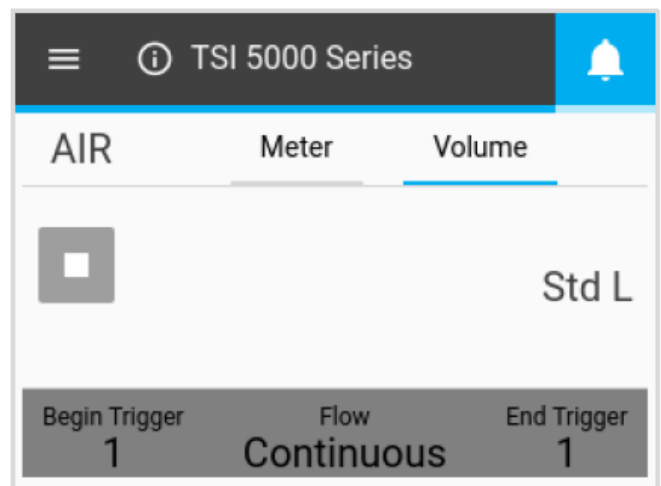 TSI 5000 Series
AIR Meter Volume
Std L
Begin Trigger Flow End Trigger
1 Continuous 1